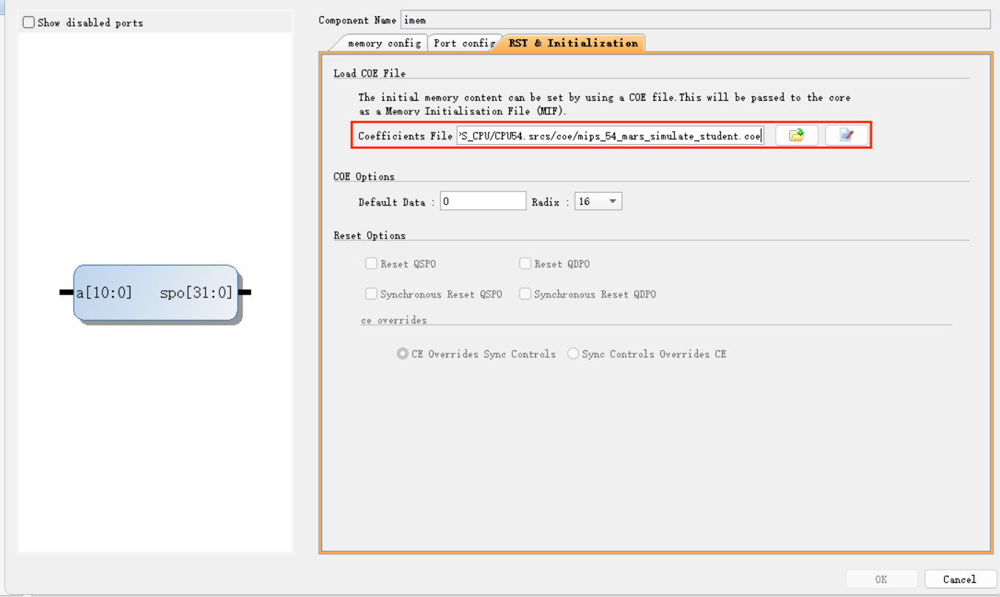 Show disabled ports
Component Name imem
memory config Port config RST & Initialization
Load COE File
The initial memory content can be set by using a COE file.This will be passed to the core
as a Memory Initialisation File (MIF).
Coefficients File 'S_CPU/CPU54.srcs/coe/mips_54_mars_simulate_student.coe
COE Options
Default Data : 0 Radix : 16
Reset Options
Reset QSPO Reset QDPO
a[10:0] spo[31:0]
Synchronous Reset QSPO Synchronous Reset QDPO
ce overrides
CE Overrides Sync Controls Sync Controls Overrides CE
OK Cancel